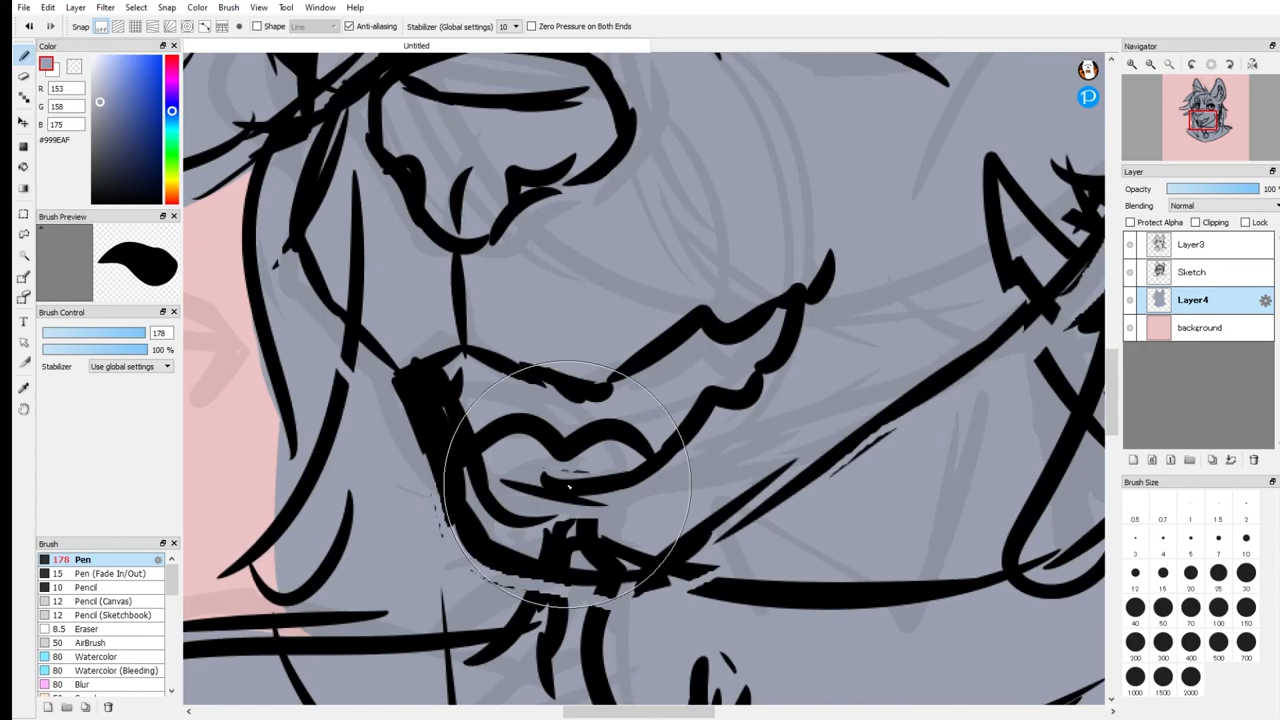 File Edit Layer Filter Select Snap Color View Tool Window Help
Snap off Shape Line Anti-aliasing Stabilizer (Global settings) 10 Zero Pressure on Both Ends
Color
Untitled
Navigator
R 153
G 158
B 175
#999EAF
Layer
Opacity 100
Blending Normal
Protect Alpha Clipping Lock
Brush Preview
Layer3
Sketch
Layer4
background
Brush Control
178
100 %
Stabilizer Use global settings
Brush Size
0.5 0.7 1 1.5 2
3 4 5 7 10
12 15 20 25 30
40 50 70 100 150
200 300 400 500 700
1000 1500 2000
Brush
178 Pen
15 Pen (Fade In/Out)
10 Pencil
12 Pencil (Canvas)
12 Pencil (Sketchbook)
8.5 Eraser
50 AirBrush
80 Watercolor
80 Watercolor (Bleeding)
80 Blur